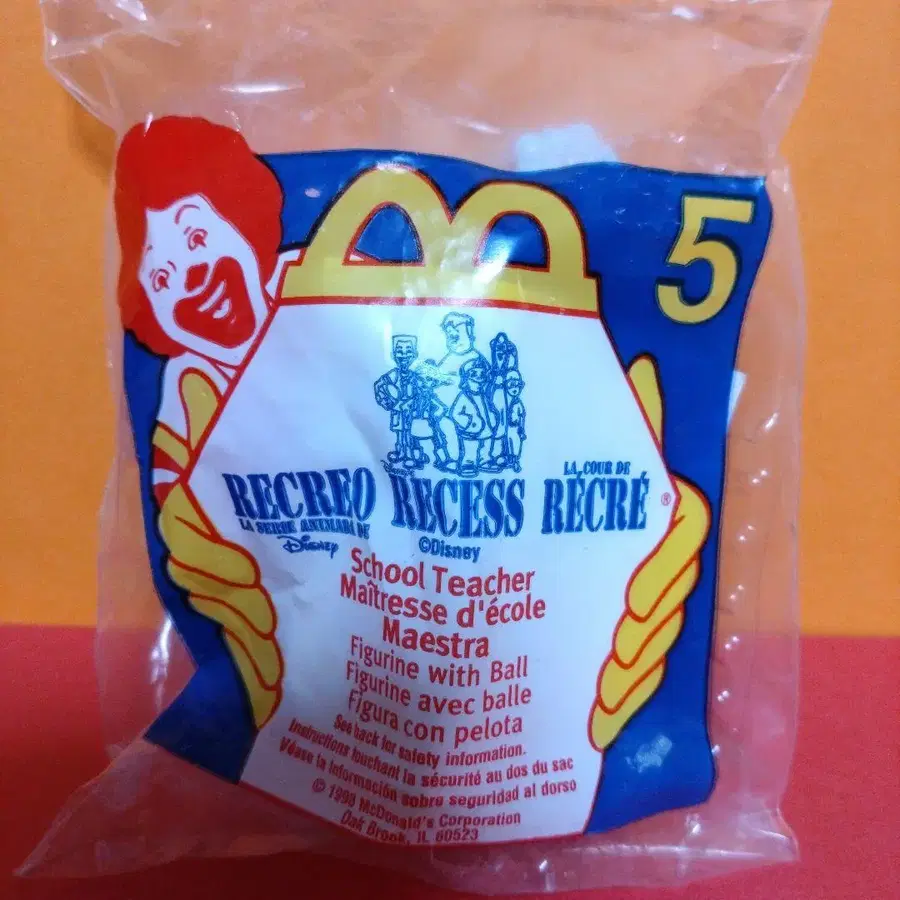 5
RECREO
LA SERIE ANIMADA DE
Disney
Disney's
RECESS
©Disney
LA COUR DE
RÉCRÉ ®
School Teacher
Maîtresse d'école
Maestra
Figurine with Ball
Figurine avec balle
Figura con pelota
See back for safety information.
Instructions touchant la sécurité au dos du sac
Véase la información sobre seguridad al dorso
© 1998 McDonald's Corporation
Oak Brook, IL 60523